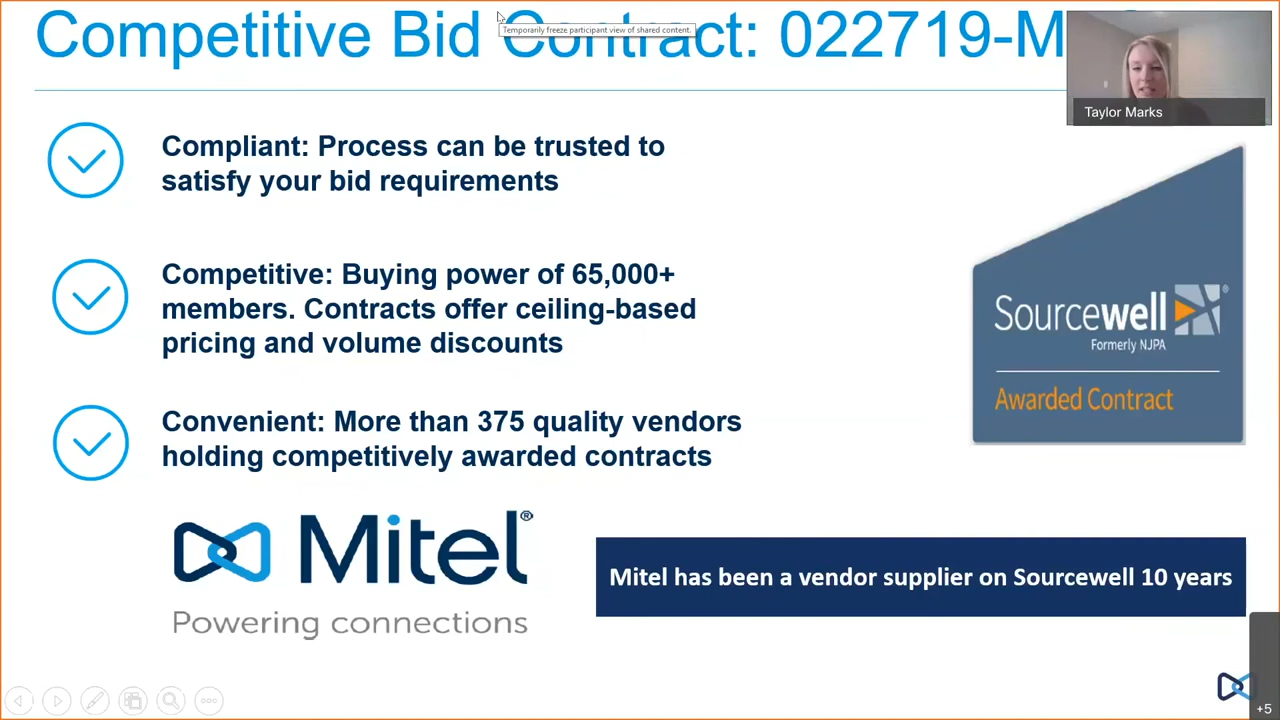 Competitive Bid Contract: 022719-M
Temporarily freeze participant view of shared content.
Taylor Marks
Compliant: Process can be trusted to
satisfy your bid requirements
Competitive: Buying power of 65,000+
members. Contracts offer ceiling-based
pricing and volume discounts
Convenient: More than 375 quality vendors
holding competitively awarded contracts
Sourcewell®
Formerly NJPA
Awarded Contract
Mitel®
Powering connections
Mitel has been a vendor supplier on Sourcewell 10 years
+5